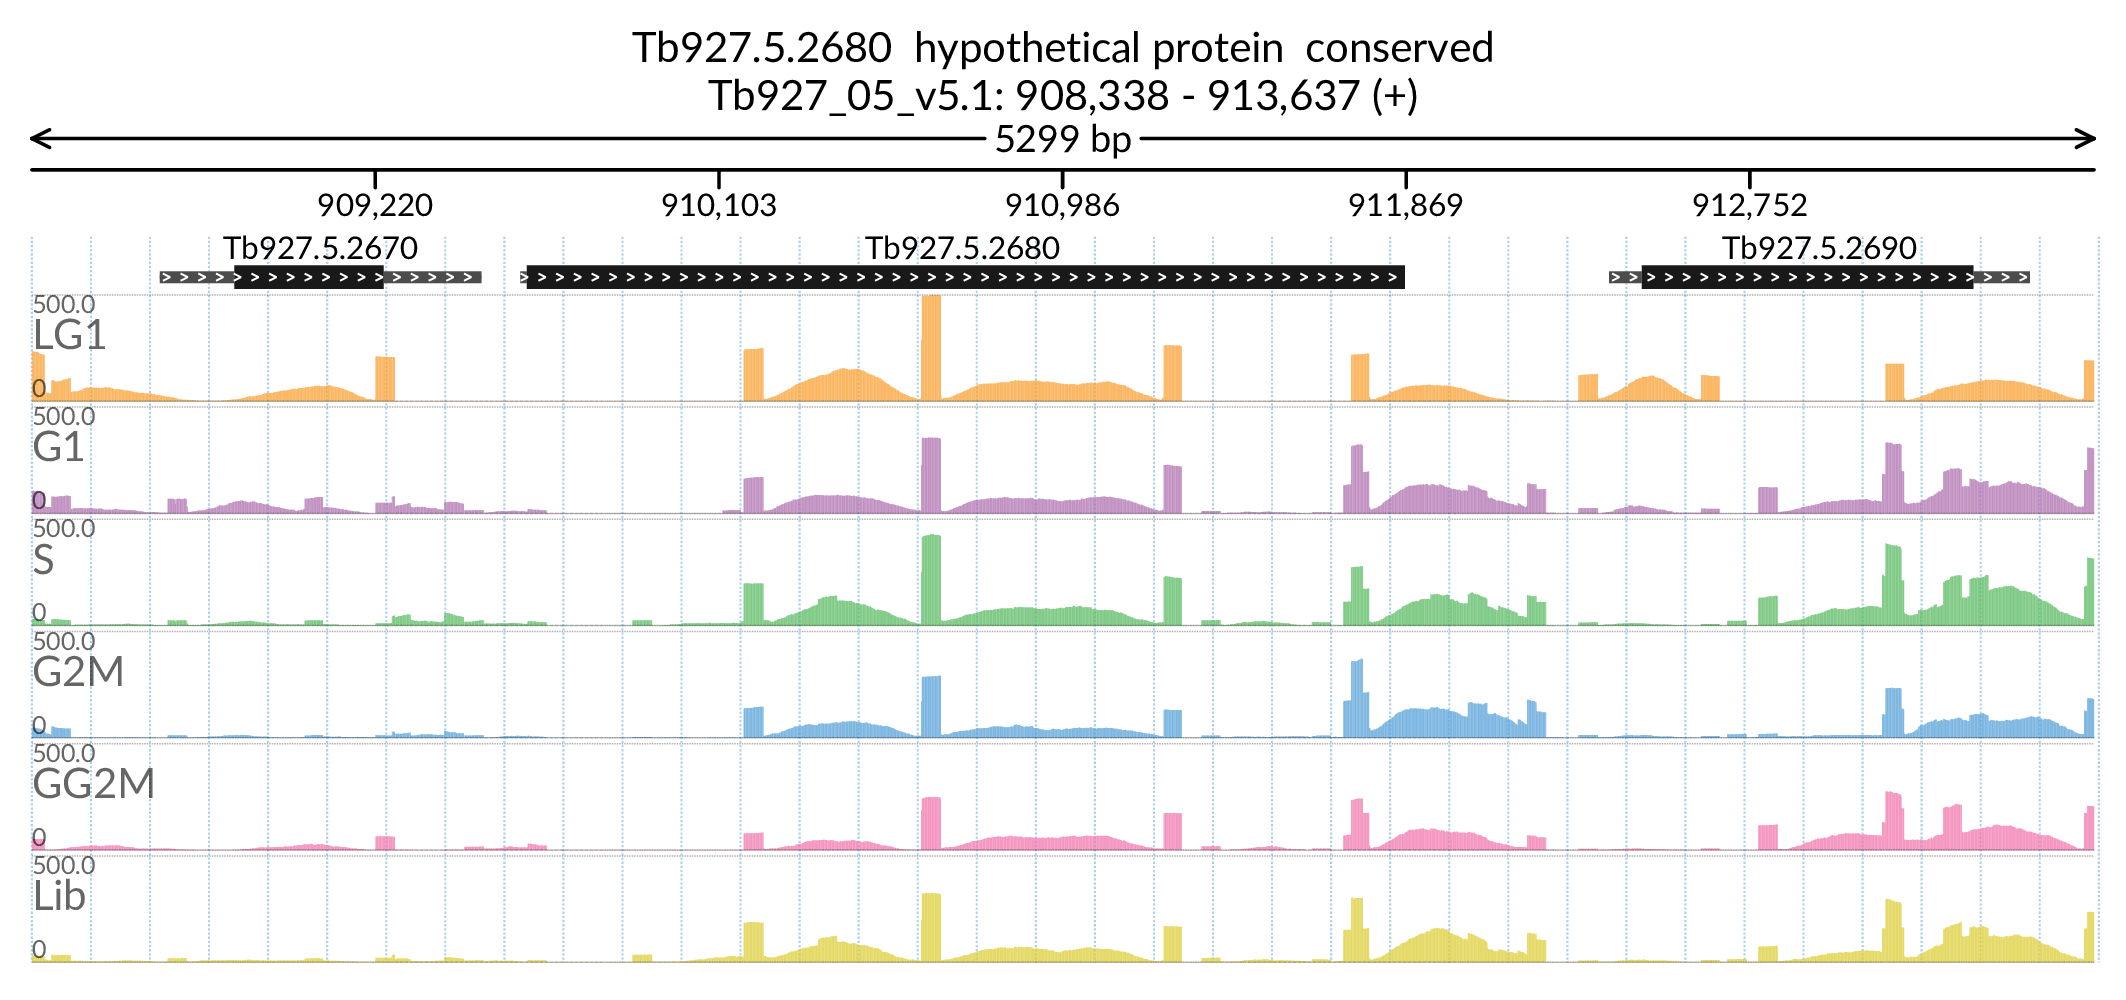 Tb927.5.2680  hypothetical protein  conserved
Tb927_05_v5.1: 908,338 - 913,637 (+)
5299 bp
909,220 910,103 910,986 911,869 912,752
Tb927.5.2670 Tb927.5.2680 Tb927.5.2690
500.0
LG1
0
500.0
G1
0
500.0
S
0
500.0
G2M
0
500.0
GG2M
0
500.0
Lib
0